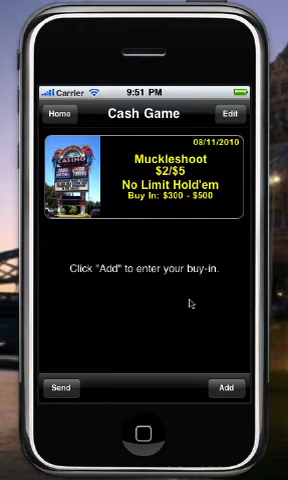 Carrier 9:51 PM
Home Cash Game Edit
08/11/2010
CASINO
Muckleshoot
$2/$5
No Limit Hold'em
Buy In: $300 - $500
Click "Add" to enter your buy-in.
Send Add